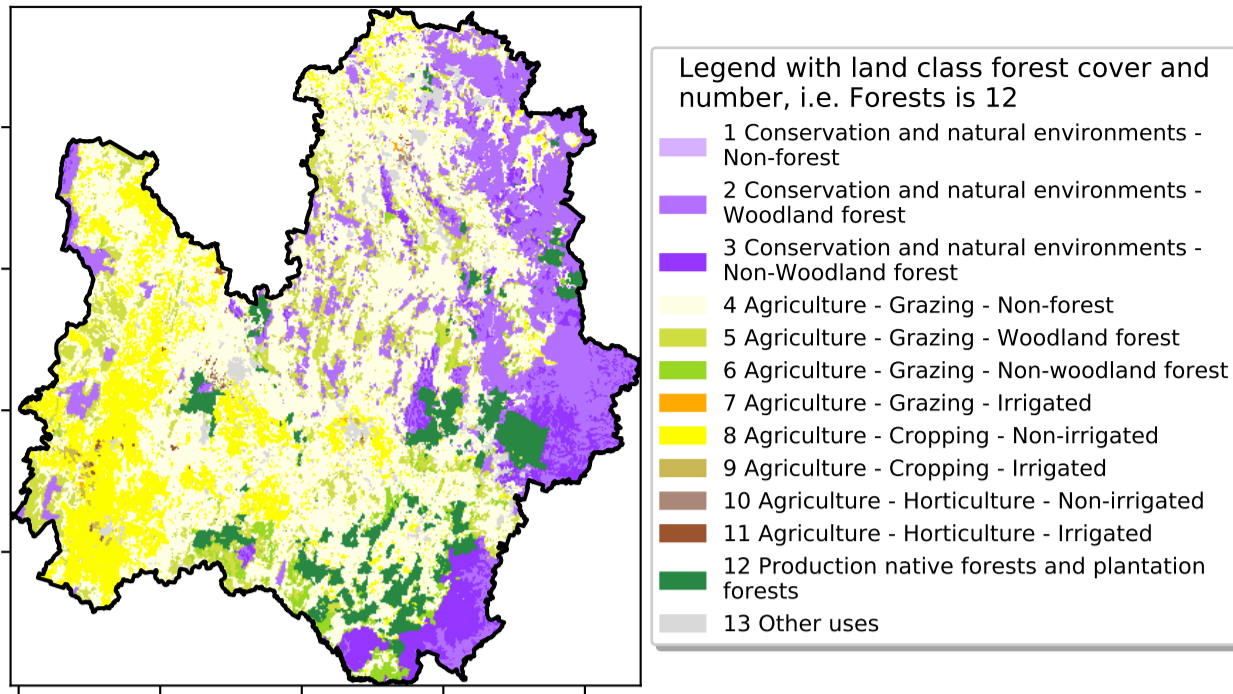 Legend with land class forest cover and
number, i.e. Forests is 12
1 Conservation and natural environments -
Non-forest
2 Conservation and natural environments -
Woodland forest
3 Conservation and natural environments -
Non-Woodland forest
4 Agriculture - Grazing - Non-forest
5 Agriculture - Grazing - Woodland forest
6 Agriculture - Grazing - Non-woodland forest
7 Agriculture - Grazing - Irrigated
8 Agriculture - Cropping - Non-irrigated
9 Agriculture - Cropping - Irrigated
10 Agriculture - Horticulture - Non-irrigated
11 Agriculture - Horticulture - Irrigated
12 Production native forests and plantation
forests
13 Other uses